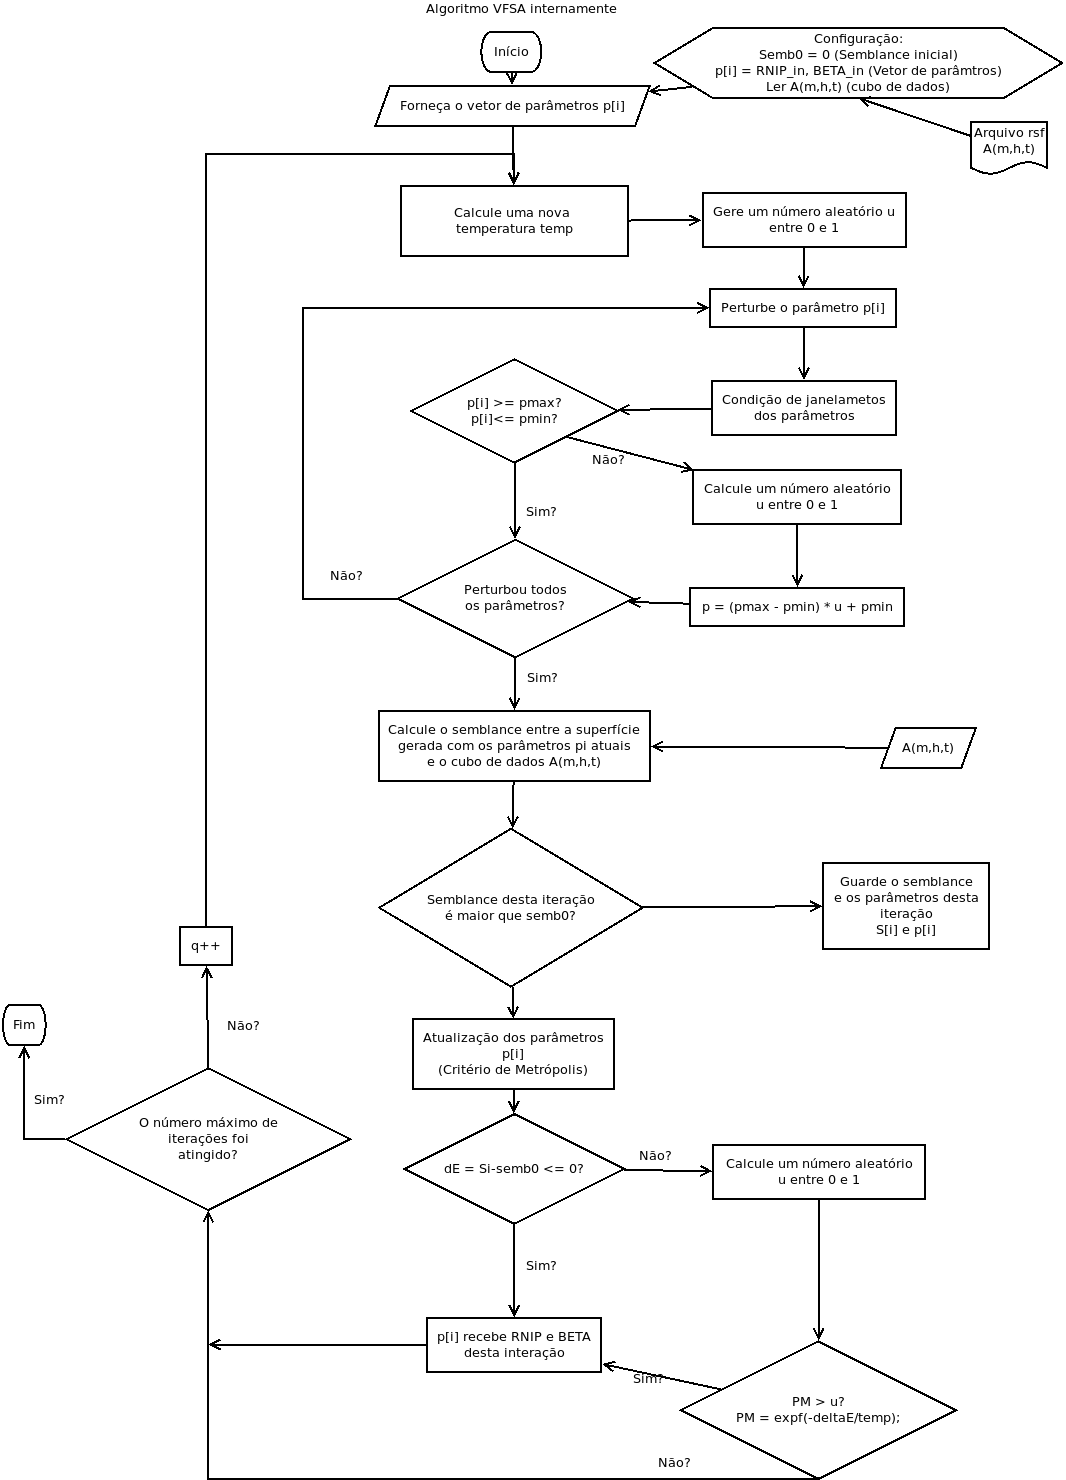 Algoritmo VFSA internamente
Início
Configuração:
Semb0 = 0 (Semblance inicial)
p[i] = RNIP_in, BETA_in (Vetor de parâmtros)
Ler A(m,h,t) (cubo de dados)
Forneça o vetor de parâmetros p[i]
Arquivo rsf
A(m,h,t)
Calcule uma nova
temperatura temp
Gere um número aleatório u
entre 0 e 1
Perturbe o parâmetro p[i]
Condição de janelametos
dos parâmetros
p[i] >= pmax?
p[i]<= pmin?
Não?
Calcule um número aleatório
u entre 0 e 1
Sim?
Não?
Perturbou todos
os parâmetros?
p = (pmax - pmin) * u + pmin
Sim?
Calcule o semblance entre a superfície
gerada com os parâmetros pi atuais
e o cubo de dados A(m,h,t)
A(m,h,t)
Semblance desta iteração
é maior que semb0?
Guarde o semblance
e os parâmetros desta
iteração
S[i] e p[i]
q++
Fim
Não?
Atualização dos parâmetros
p[i]
(Critério de Metrópolis)
Sim?
O número máximo de
iterações foi
atingido?
dE = Si-semb0 <= 0?
Não?
Calcule um número aleatório
u entre 0 e 1
Sim?
p[i] recebe RNIP e BETA
desta interação
Sim?
PM > u?
PM = expf(-deltaE/temp);
Não?